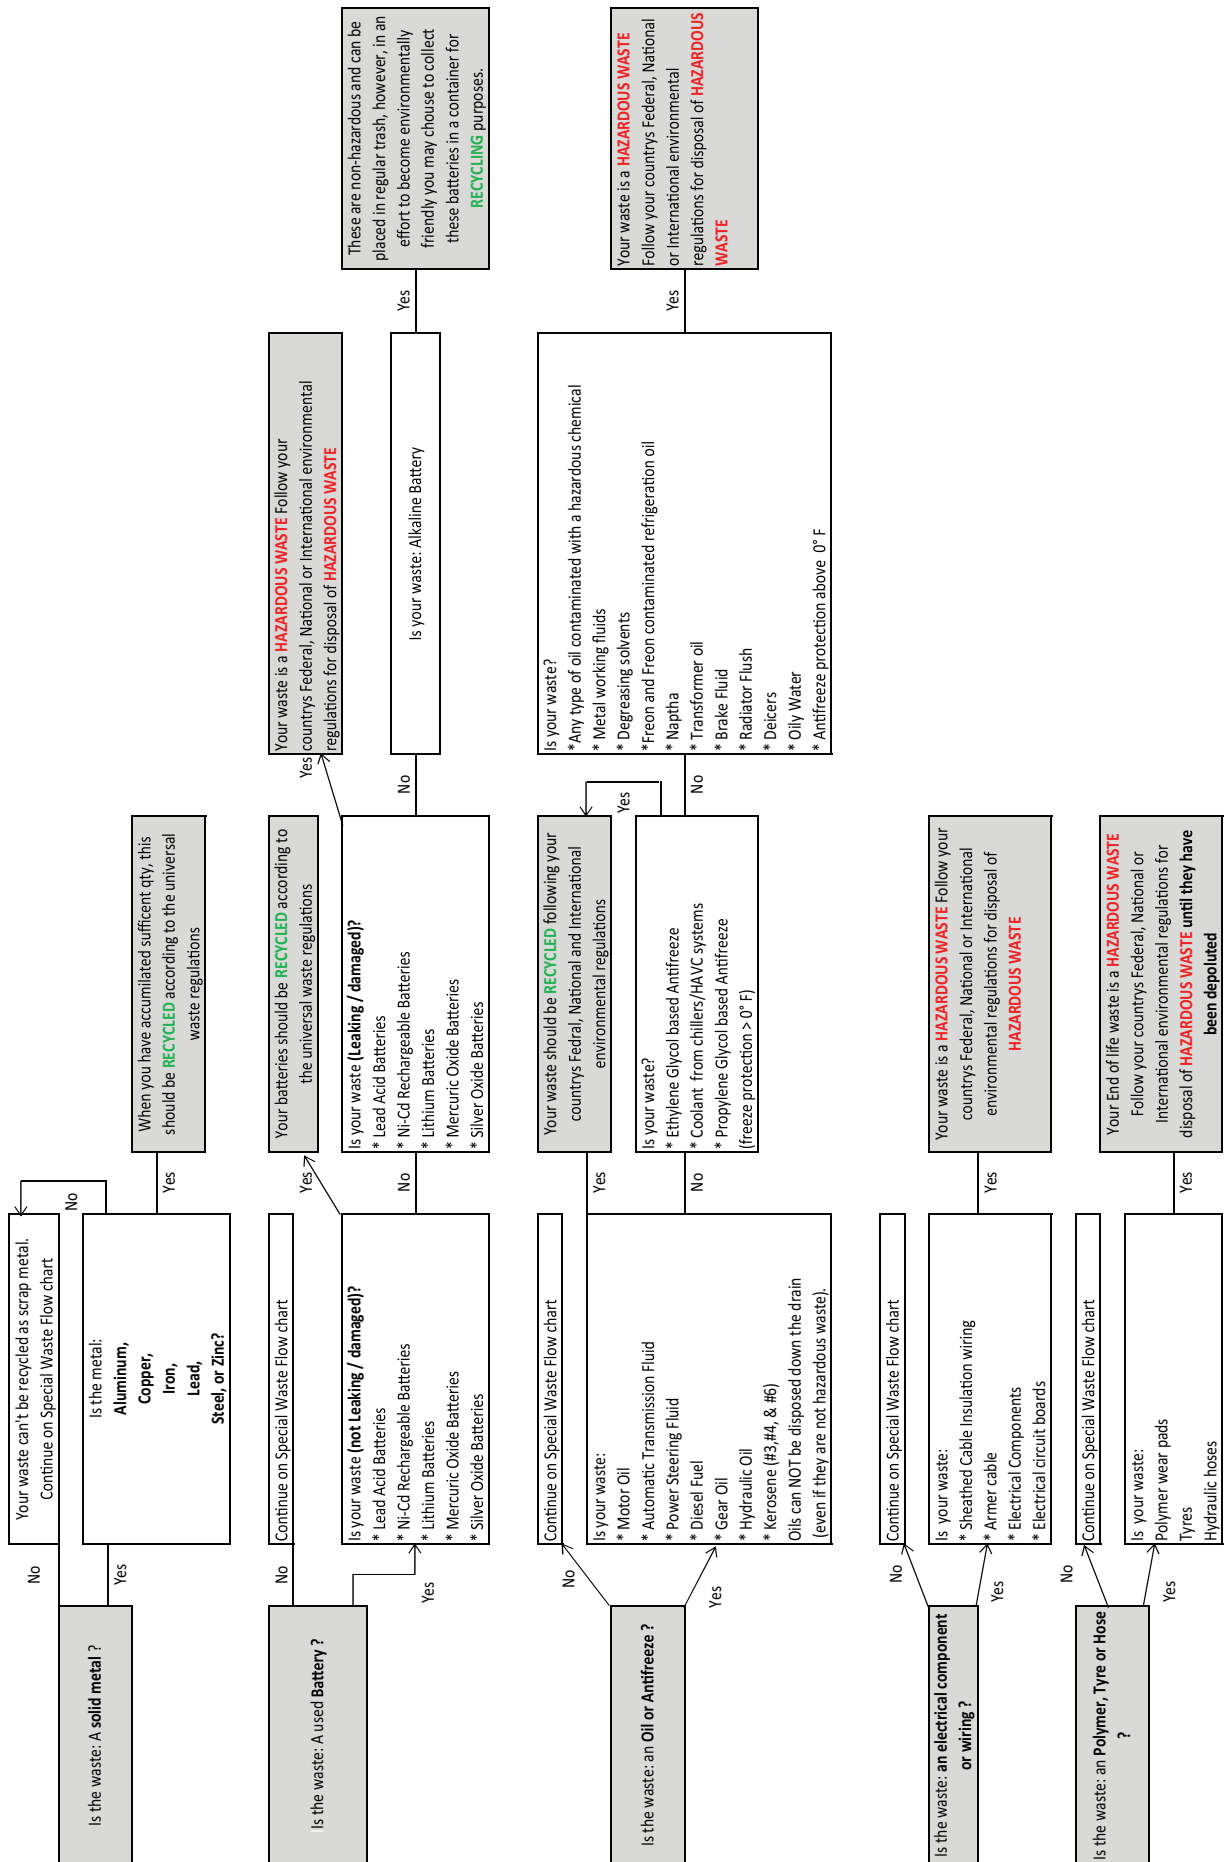 Is the waste: A solid metal ?
No
Yes
Your waste can't be recycled as scrap metal.
Continue on Special Waste Flow chart
Is the metal:
Aluminum,
Copper,
Iron,
Lead,
Steel, or Zinc?
No
Yes
When you have accumilated sufficent qty, this
should be RECYCLED according to the universal
waste regulations
Is the waste: A used Battery ?
No
Yes
Continue on Special Waste Flow chart
Is your waste (not Leaking / damaged)?
* Lead Acid Batteries
* Ni-Cd Rechargeable Batteries
* Lithium Batteries
* Mercuric Oxide Batteries
* Silver Oxide Batteries
Yes
No
Your batteries should be RECYCLED according to
the universal waste regulations
Is your waste (Leaking / damaged)?
* Lead Acid Batteries
* Ni-Cd Rechargeable Batteries
* Lithium Batteries
* Mercuric Oxide Batteries
* Silver Oxide Batteries
Yes
No
Your waste is a HAZARDOUS WASTE Follow your
countrys Federal, National or International environmental
regulations for disposal of HAZARDOUS WASTE
Is your waste: Alkaline Battery
Yes
These are non-hazardous and can be
placed in regular trash, however, in an
effort to become environmentally
friendly you may chouse to collect
these batteries in a container for
RECYCLING purposes.
Is the waste: an Oil or Antifreeze ?
No
Yes
Continue on Special Waste Flow chart
Is your waste:
* Motor Oil
* Automatic Transmission Fluid
* Power Steering Fluid
* Diesel Fuel
* Gear Oil
* Hydraulic Oil
* Kerosene (#3,#4, & #6)
Oils can NOT be disposed down the drain
(even if they are not hazardous waste).
Yes
No
Your waste should be RECYCLED following your
countrys Fedral, National and International
environmental regulations
Is your waste?
* Ethylene Glycol based Antifreeze
* Coolant from chillers/HAVC systems
* Propylene Glycol based Antifreeze
(freeze protection > 0° F)
Yes
No
Is your waste?
*Any type of oil contaminated with a hazardous chemical
* Metal working fluids
* Degreasing solvents
*Freon and Freon contaminated refrigeration oil
* Naptha
* Transformer oil
* Brake Fluid
* Radiator Flush
* Deicers
* Oily Water
* Antifreeze protection above 0° F
Yes
Your waste is a HAZARDOUS WASTE
Follow your countrys Federal, National
or International environmental
regulations for disposal of HAZARDOUS
WASTE
Is the waste: an electrical component
or wiring ?
No
Yes
Continue on Special Waste Flow chart
Is your waste:
* Sheathed Cable Insulation wiring
* Armer cable
* Electrical Components
* Electrical circuit boards
Yes
Your waste is a HAZARDOUS WASTE Follow your
countrys Federal, National or International
environmental regulations for disposal of
HAZARDOUS WASTE
Is the waste: an Polymer, Tyre or Hose
?
No
Yes
Continue on Special Waste Flow chart
Is your waste:
Polymer wear pads
Tyres
Hydraulic hoses
Yes
Your End of life waste is a HAZARDOUS WASTE
Follow your countrys Federal, National or
International environmental regulations for
disposal of HAZARDOUS WASTE until they have
been depoluted